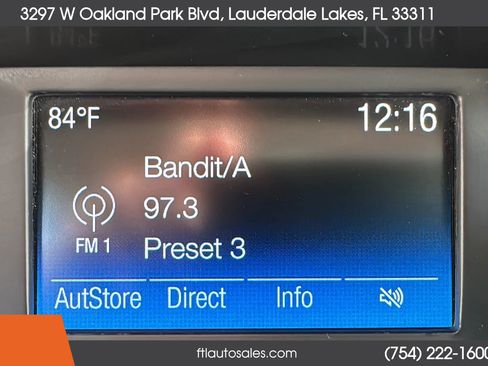 3297 W Oakland Park Blvd, Lauderdale Lakes, FL 33311
84°F 12:16
Bandit/A
97.3
FM 1 Preset 3
AutStore Direct Info
ftlautosales.com (754) 222-1600